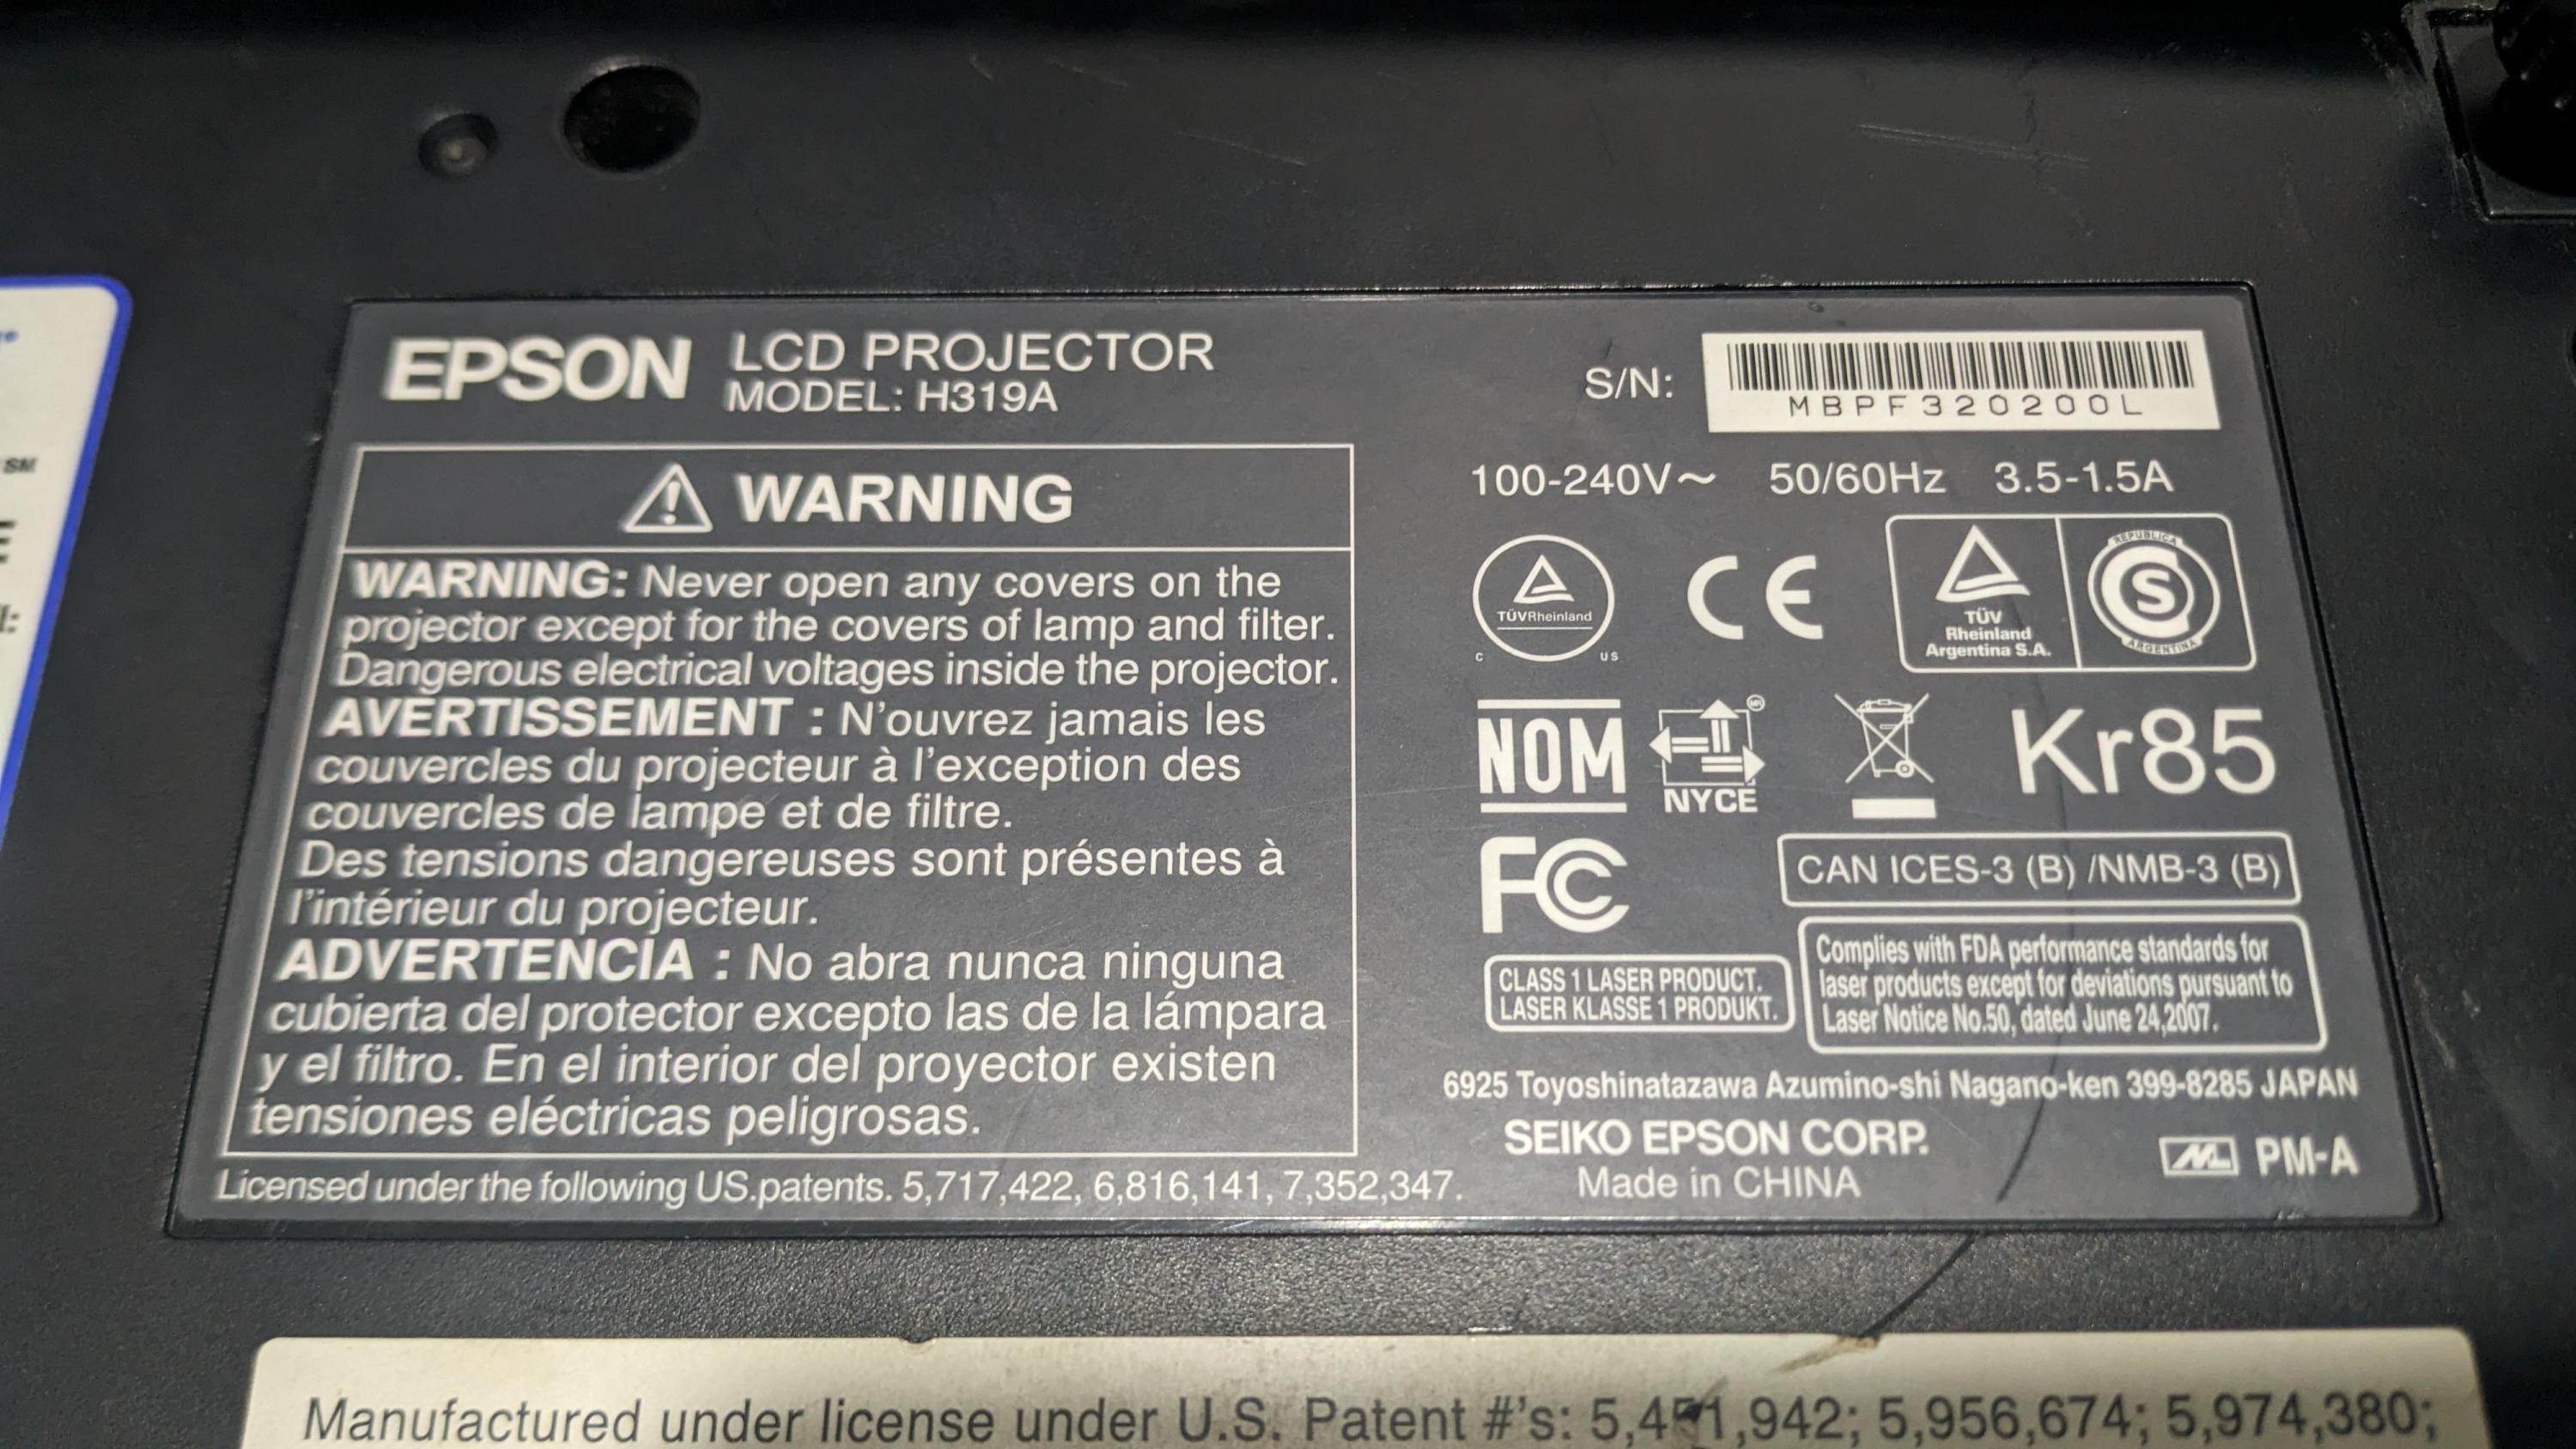 EPSON LCD PROJECTOR
MODEL: H319A
S/N: MBPF320200L
WARNING
WARNING: Never open any covers on the
projector except for the covers of lamp and filter.
Dangerous electrical voltages inside the projector.
AVERTISSEMENT : N'ouvrez jamais les
couvercles du projecteur à l'exception des
couvercles de lampe et de filtre.
Des tensions dangereuses sont présentes à
l'intérieur du projecteur.
ADVERTENCIA : No abra nunca ninguna
cubierta del protector excepto las de la lámpara
y el filtro. En el interior del proyector existen
tensiones eléctricas peligrosas.
Licensed under the following US.patents. 5,717,422, 6,816,141, 7,352,347.
100-240V~ 50/60Hz 3.5-1.5A
TÜVRheinland
C US
CE
TÜV
Rheinland
Argentina S.A.
REPUBLICA
S
ARGENTINA
NOM
NYCE
MR
Kr85
FC
CAN ICES-3 (B) /NMB-3 (B)
CLASS 1 LASER PRODUCT.
LASER KLASSE 1 PRODUKT.
Complies with FDA performance standards for
laser products except for deviations pursuant to
Laser Notice No.50, dated June 24,2007.
6925 Toyoshinatazawa Azumino-shi Nagano-ken 399-8285 JAPAN
SEIKO EPSON CORP.
Made in CHINA
ML PM-A
SM
E
Manufactured under license under U.S. Patent #'s: 5,451,942; 5,956,674; 5,974,380;